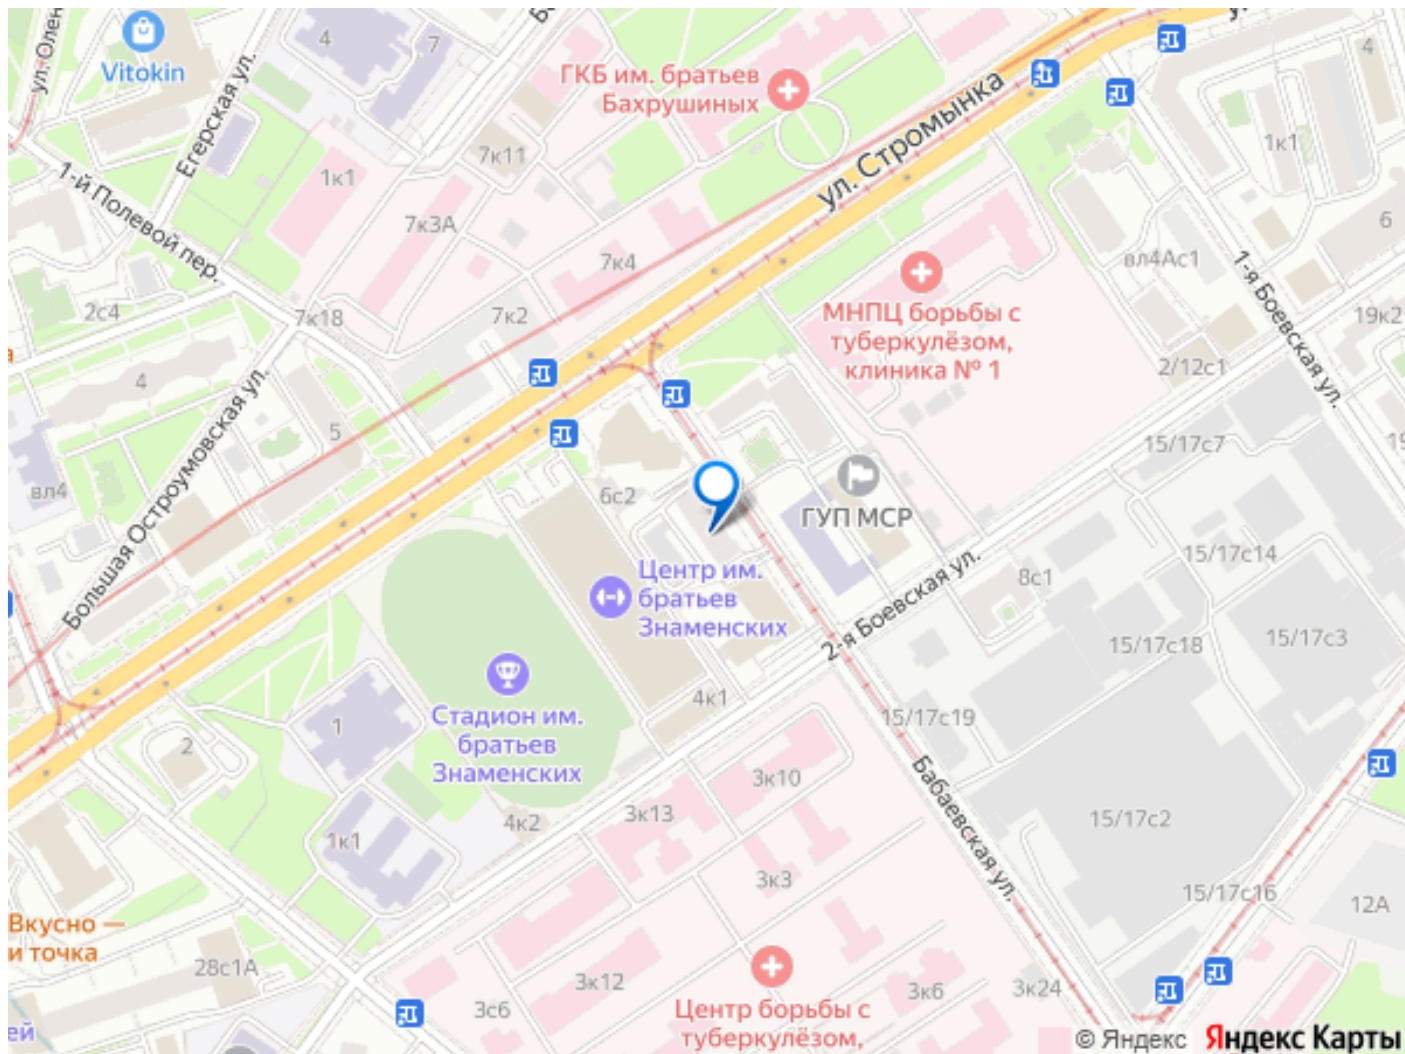 ул. Олен
Vitokin
4
7
Б
Егерская ул.
ГКБ им. братьев
Бахрушиных
ул. Стромынка
4
1к1
1-й Полевой пер.
1к1
7к11
7к3А
7к4
6
вл4Ас1
1-я Боевская ул.
МНПЦ борьбы с
туберкулёзом,
клиника № 1
2с4
7к18
7к2
19к2
2/12с1
а
4
Большая Остроумовская ул.
5
15/17с7
19
вл4
6с2
ГУП МСР
15/17с14
Центр им.
братьев
Знаменских
2-я Боевская ул.
8с1
15/17с18
15/17с3
4к1
15/17с19
Стадион им.
братьев
Знаменских
1
2
3к10
Бабаевская ул.
3к13
4к2
1к1
15/17с2
3к3
15/17с16
12А
Вкусно —
и точка
28с1А
3к12
3с6
3к6
3к24
Центр борьбы с
туберкулёзом,
ей
© Яндекс Яндекс Карты